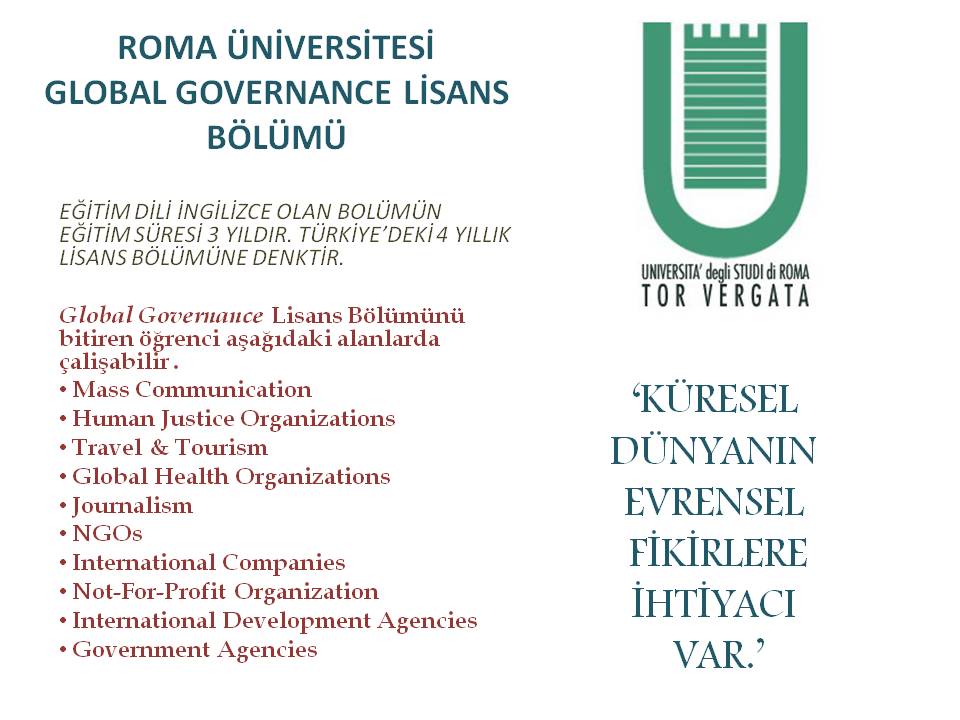 ROMA ÜNİVERSİTESİ
GLOBAL GOVERNANCE LİSANS
BÖLÜMÜ
EĞİTİM DİLİ İNGİLİZCE OLAN BOLÜMÜN
EĞİTİM SÜRESİ 3 YILDIR. TÜRKİYE’DEKİ 4 YILLIK
LİSANS BÖLÜMÜNE DENKTİR.
Global Governance Lisans Bölümünü
bitiren öğrenci aşağıdaki alanlarda
çalişabilir .
• Mass Communication
• Human Justice Organizations
• Travel & Tourism
• Global Health Organizations
• Journalism
• NGOs
• International Companies
• Not-For-Profit Organization
• International Development Agencies
• Government Agencies
UNIVERSITA’ degli STUDI di ROMA
TOR VERGATA
‘KÜRESEL
DÜNYANIN
EVRENSEL
FİKİRLERE
İHTİYACI
VAR.’